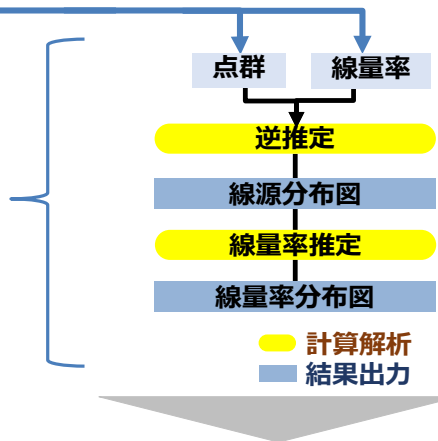 点群 線量率
逆推定
線源分布図
線量率推定
線量率分布図
計算解析
結果出力